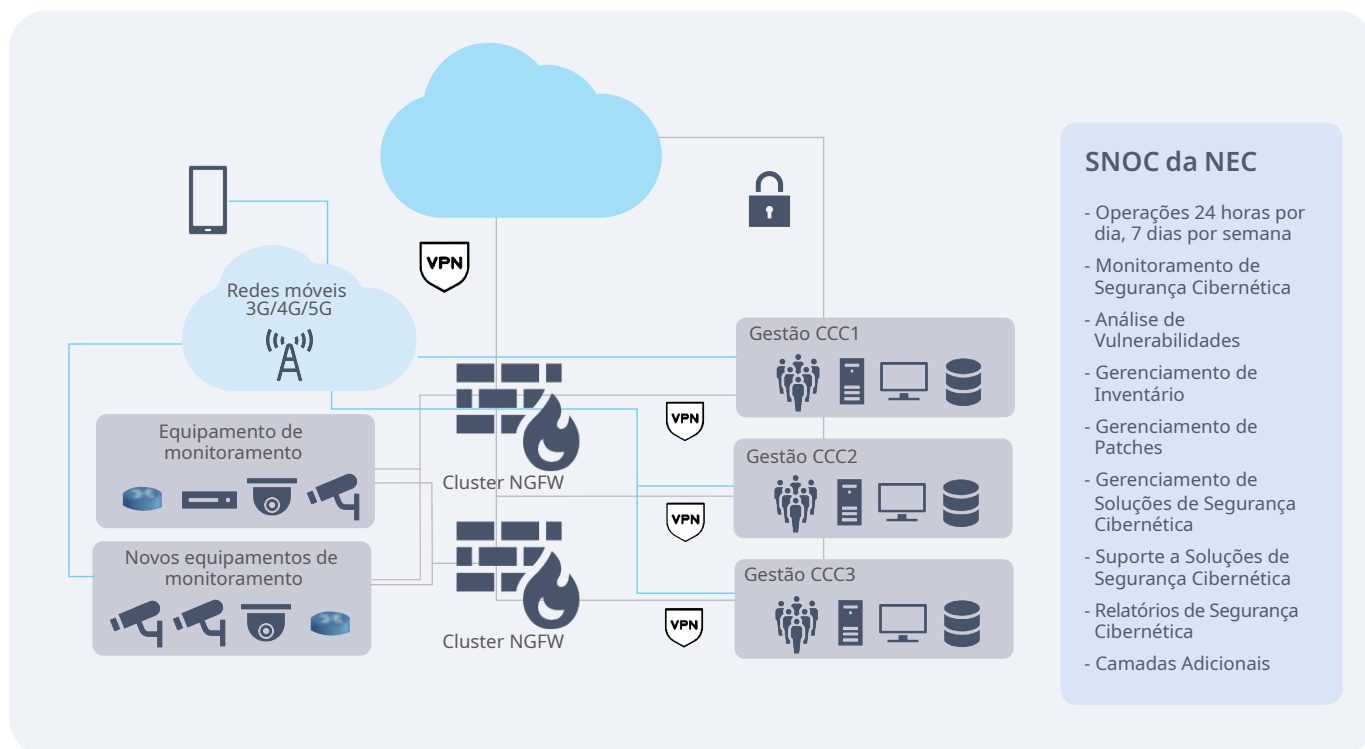 VPN
Redes móveis
3G/4G/5G
Equipamento de
monitoramento
Novos equipamentos de
monitoramento
Cluster NGFW
Cluster NGFW
Gestão CCC1
VPN
Gestão CCC2
VPN
Gestão CCC3
VPN
SNOC da NEC
- Operações 24 horas por
dia, 7 dias por semana
- Monitoramento de
Segurança Cibernética
- Análise de
Vulnerabilidades
- Gerenciamento de
Inventário
- Gerenciamento de
Patches
- Gerenciamento de
Soluções de Segurança
Cibernética
- Suporte a Soluções de
Segurança Cibernética
- Relatórios de Segurança
Cibernética
- Camadas Adicionais